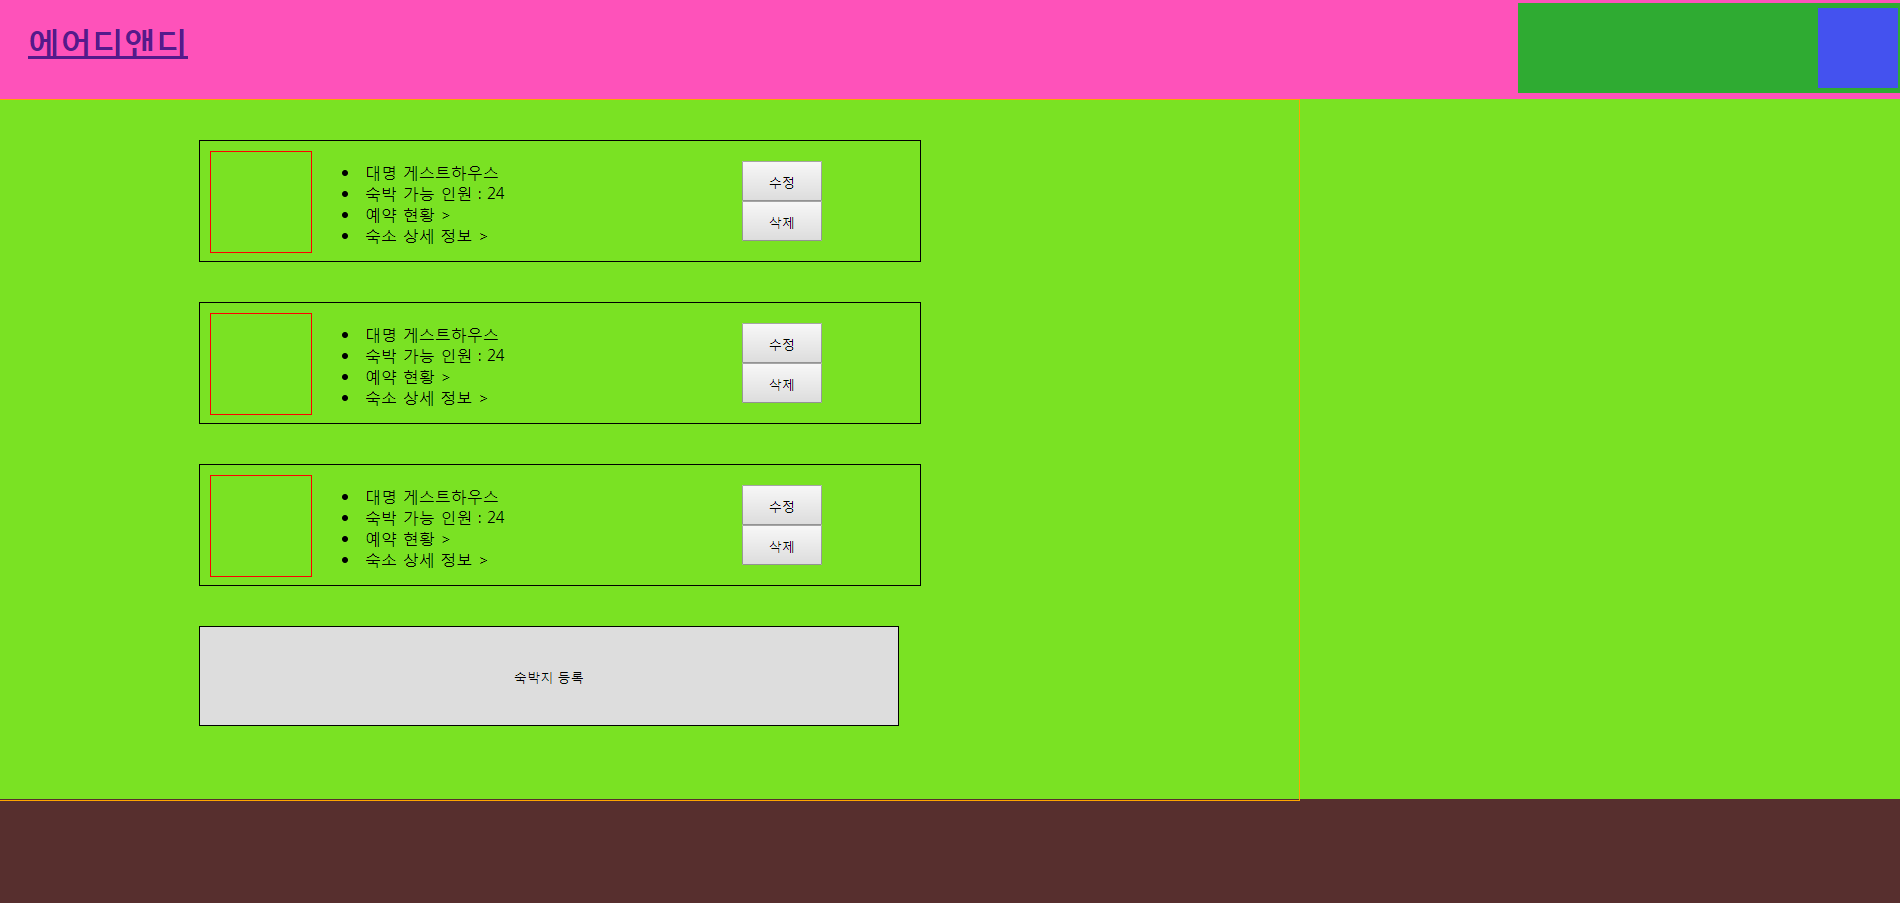 에어디앤디
대명 게스트하우스
숙박 가능 인원 : 24
예약 현황 >
숙소 상세 정보 >
수정
삭제
대명 게스트하우스
숙박 가능 인원 : 24
예약 현황 >
숙소 상세 정보 >
수정
삭제
대명 게스트하우스
숙박 가능 인원 : 24
예약 현황 >
숙소 상세 정보 >
수정
삭제
숙박지 등록